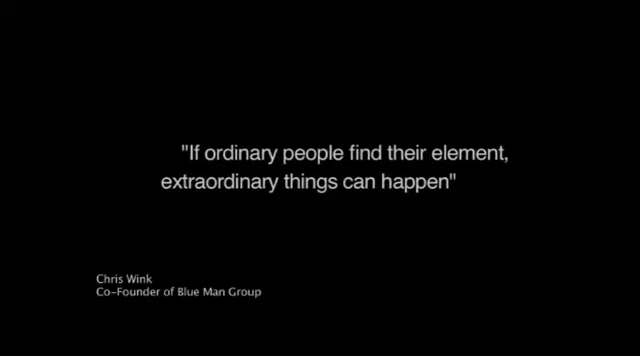 "If ordinary people find their element,
extraordinary things can happen"
Chris Wink
Co-Founder of Blue Man Group